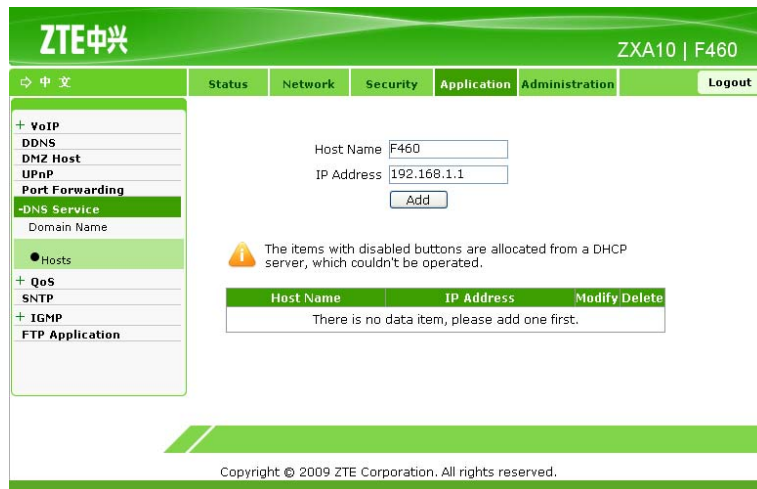 ZTE中兴
ZXA10 | F460
中文
Status Network Security Application Administration Logout
+ VoIP
DDNS
DMZ Host
UPnP
Port Forwarding
-DNS Service
Domain Name
Hosts
+ QoS
SNTP
+ IGMP
FTP Application
Host Name F460
IP Address 192.168.1.1
Add
The items with disabled buttons are allocated from a DHCP
server, which couldn't be operated.
Host Name IP Address Modify Delete
There is no data item, please add one first.
Copyright © 2009 ZTE Corporation. All rights reserved.